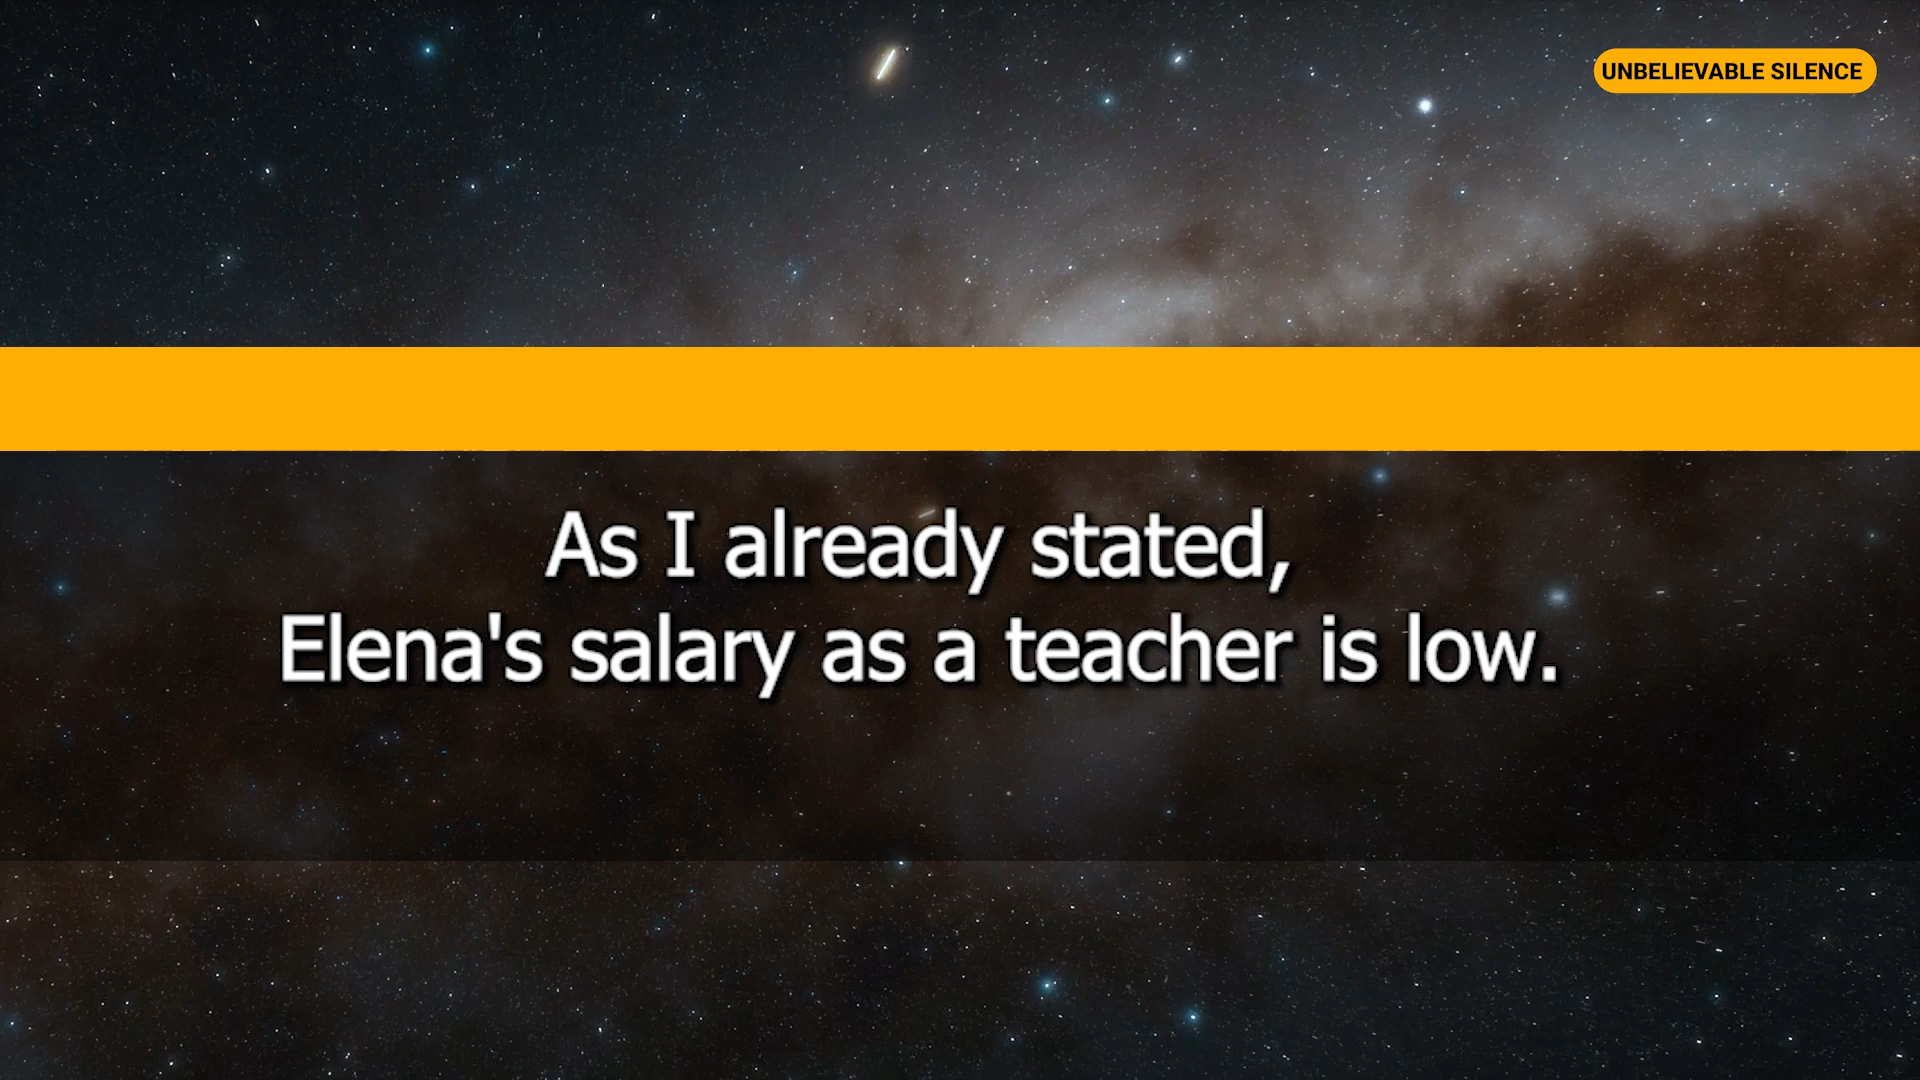 UNBELIEVABLE SILENCE
As I already stated,
Elena's salary as a teacher is low.